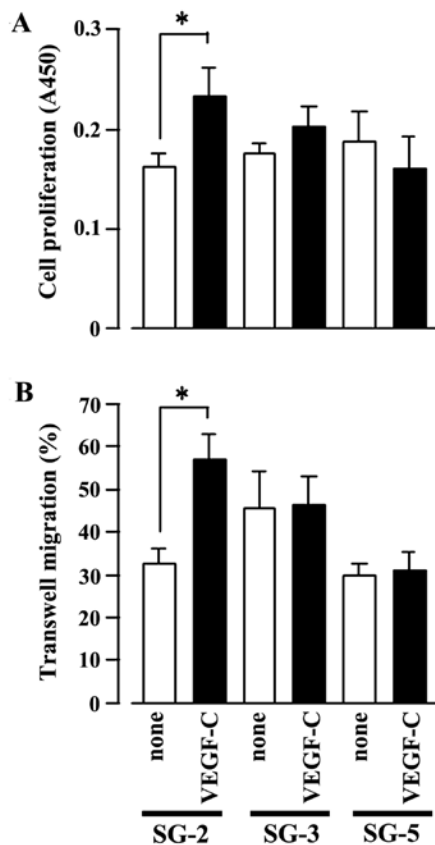 A
Cell proliferation (A450)
0.3
0.2
0.1
0
*
B
Transwell migration (%)
70
60
50
40
30
20
10
0
*
none
VEGF-C
none
VEGF-C
none
VEGF-C
SG-2 SG-3 SG-5